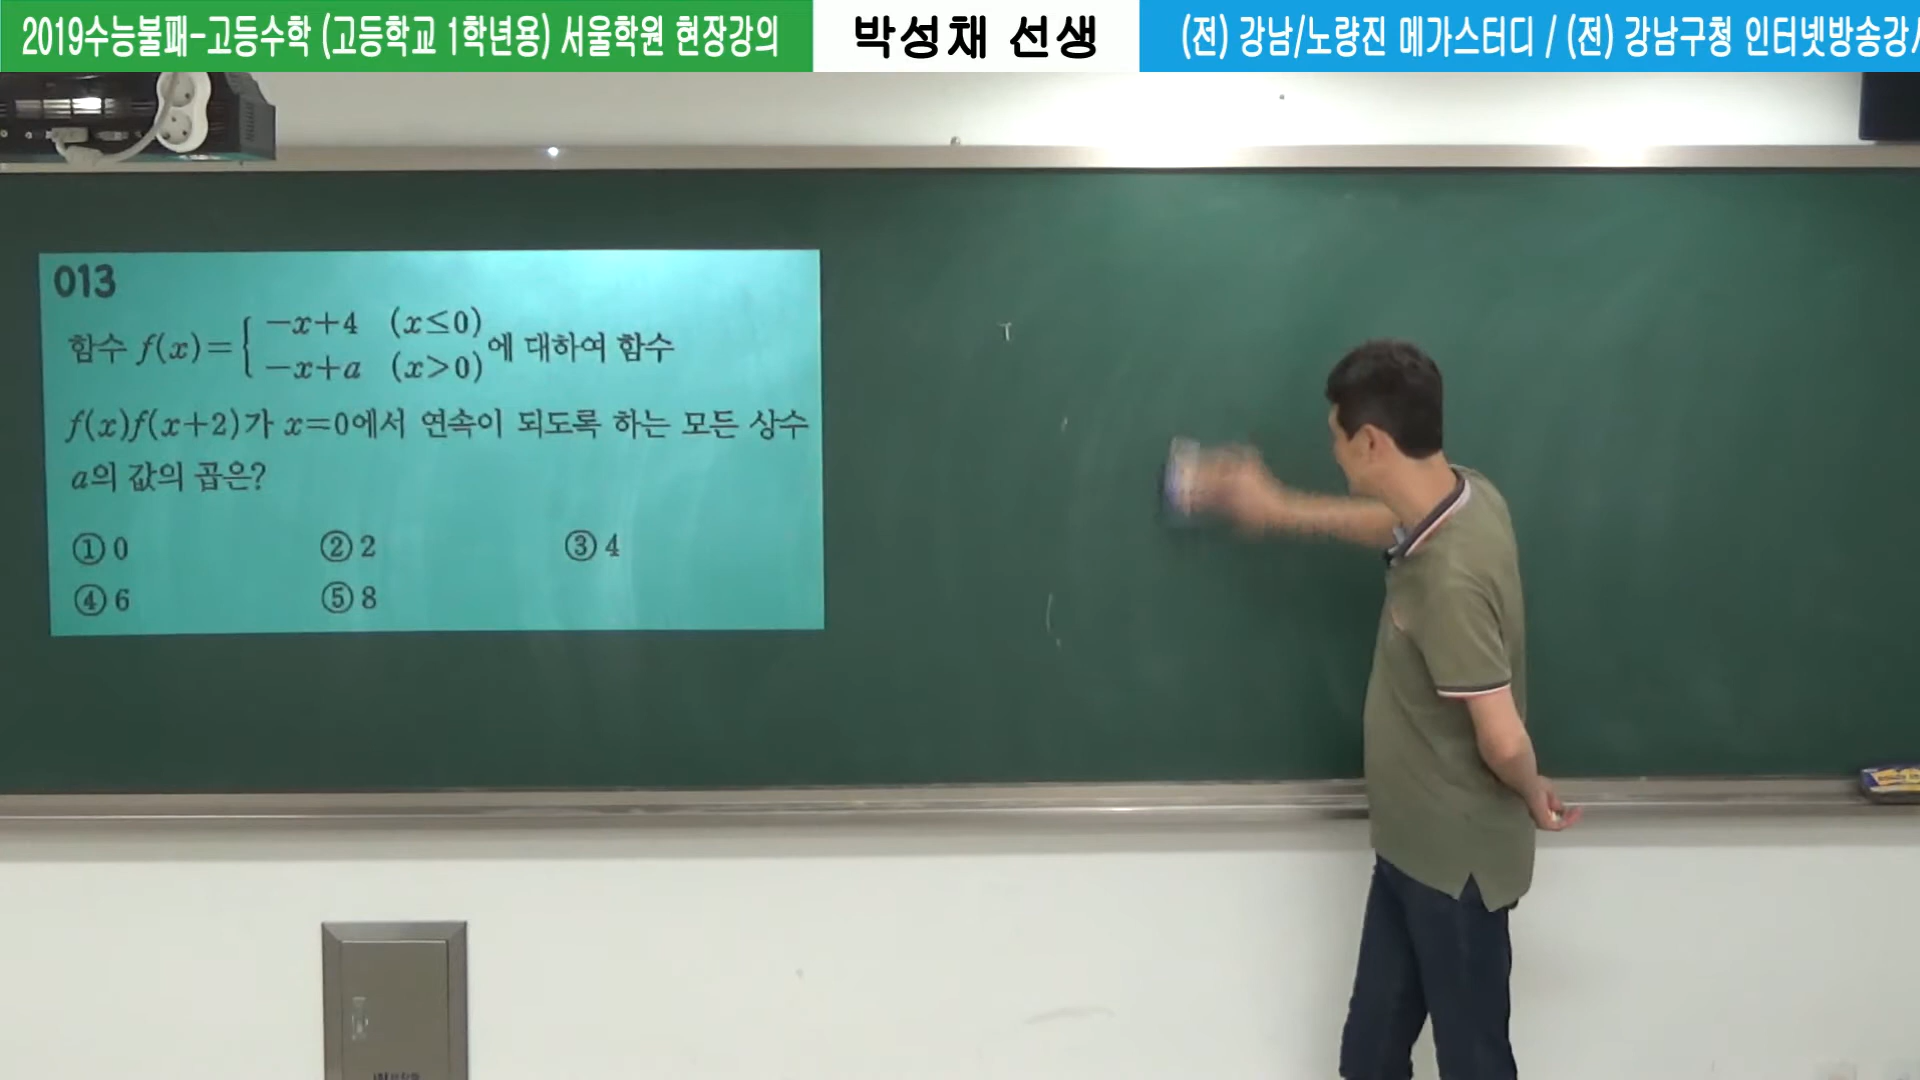 2019수능불패-고등수학 (고등학교 1학년용) 서울학원 현장강의
박성채 선생
(전) 강남/노량진 메가스터디 / (전) 강남구청 인터넷방송강사
013
함수 f(x)={ -x+4 (x≤0)
-x+a (x>0) 에 대하여 함수
f(x)f(x+2)가 x=0에서 연속이 되도록 하는 모든 상수
a의 값의 곱은?
① 0 ② 2 ③ 4
④ 6 ⑤ 8